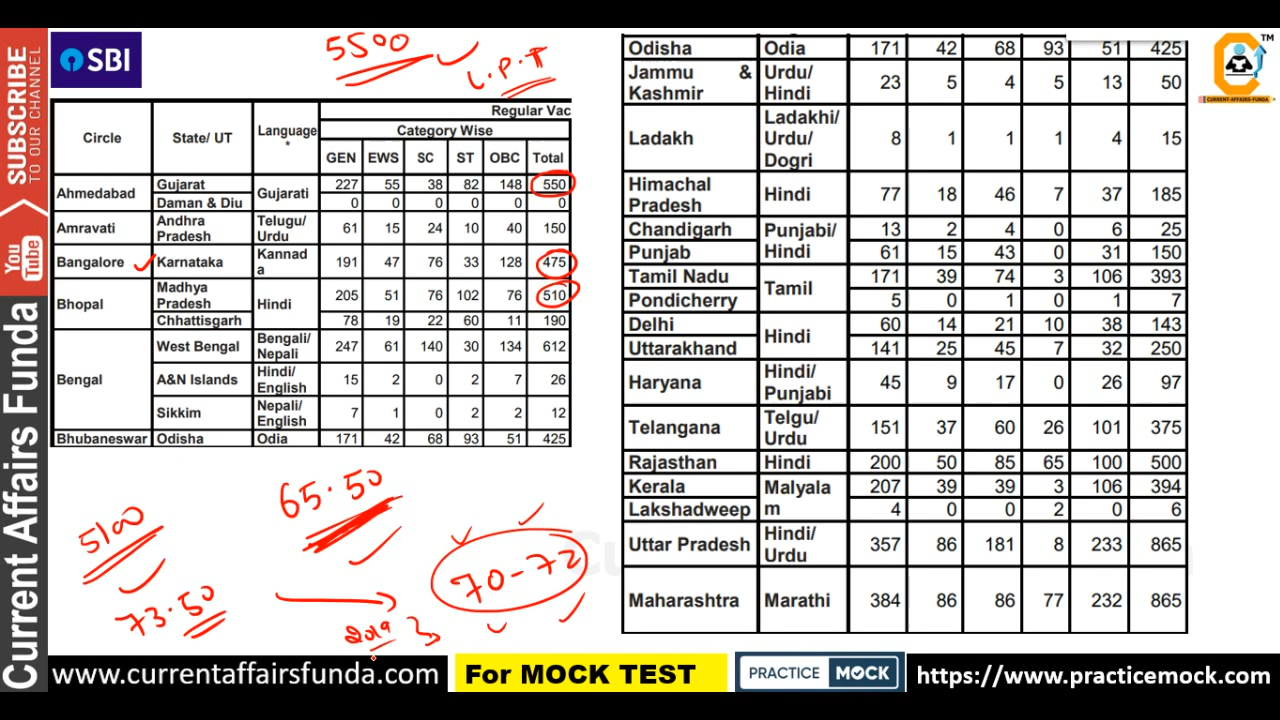 SUBSCRIBE
TO OUR CHANNEL
You Tube
Current Affairs Funda
SBI
5500
L.P.T
Regular Vac
Circle State/ UT Language * Category Wise
GEN EWS SC ST OBC Total
Ahmedabad Gujarat Gujarati 227 55 38 82 148 550
Daman & Diu 0 0 0 0 0 0
Amravati Andhra Pradesh Telugu/ Urdu 61 15 24 10 40 150
Bangalore Karnataka Kannad a 191 47 76 33 128 475
Bhopal Madhya Pradesh Hindi 205 51 76 102 76 510
Chhattisgarh 78 19 22 60 11 190
Bengal West Bengal Bengali/ Nepali 247 61 140 30 134 612
A&N Islands Hindi/ English 15 2 0 2 7 26
Sikkim Nepali/ English 7 1 0 2 2 12
Bhubaneswar Odisha Odia 171 42 68 93 51 425
5100
73.50
65.50
70-72
2019
Odisha Odia 171 42 68 93 51 425
Jammu & Kashmir Urdu/ Hindi 23 5 4 5 13 50
Ladakh Ladakhi/ Urdu/ Dogri 8 1 1 1 4 15
Himachal Pradesh Hindi 77 18 46 7 37 185
Chandigarh Punjabi/ Hindi 13 2 4 0 6 25
Punjab 61 15 43 0 31 150
Tamil Nadu Tamil 171 39 74 3 106 393
Pondicherry 5 0 1 0 1 7
Delhi Hindi 60 14 21 10 38 143
Uttarakhand 141 25 45 7 32 250
Haryana Hindi/ Punjabi 45 9 17 0 26 97
Telangana Telgu/ Urdu 151 37 60 26 101 375
Rajasthan Hindi 200 50 85 65 100 500
Kerala Malyala m 207 39 39 3 106 394
Lakshadweep 4 0 0 2 0 6
Uttar Pradesh Hindi/ Urdu 357 86 181 8 233 865
Maharashtra Marathi 384 86 86 77 232 865
TM
CURRENT-AFFAIRS-FUNDA
www.currentaffairsfunda.com
For MOCK TEST
PRACTICE MOCK
https://www.practicemock.com